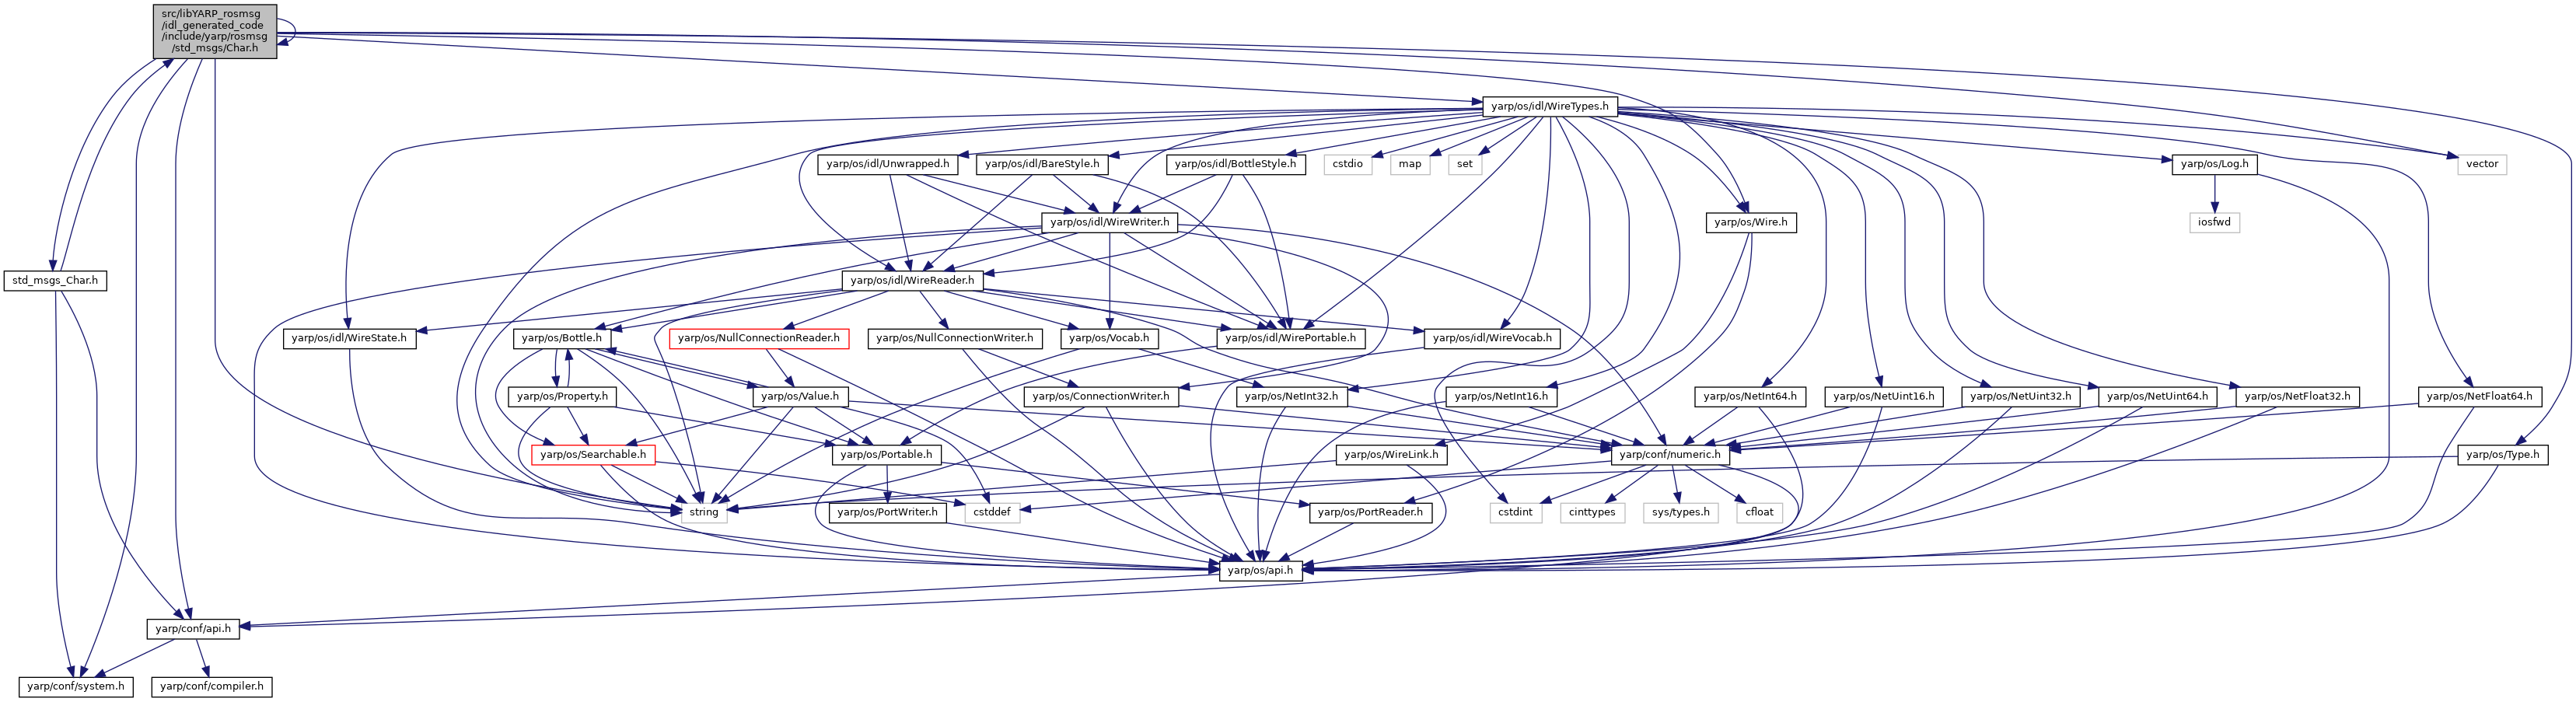 src/libYARP_rosmsg
/idl_generated_code
/include/yarp/rosmsg
/std_msgs/Char.h
yarp/os/idl/WireTypes.h
yarp/os/idl/Unwrapped.h
yarp/os/idl/BareStyle.h
yarp/os/idl/BottleStyle.h
cstdio
map
set
yarp/os/Log.h
vector
yarp/os/idl/WireWriter.h
yarp/os/Wire.h
iosfwd
std_msgs_Char.h
yarp/os/idl/WireReader.h
yarp/os/idl/WireState.h
yarp/os/Bottle.h
yarp/os/NullConnectionReader.h
yarp/os/NullConnectionWriter.h
yarp/os/Vocab.h
yarp/os/idl/WirePortable.h
yarp/os/idl/WireVocab.h
yarp/os/Property.h
yarp/os/Value.h
yarp/os/ConnectionWriter.h
yarp/os/NetInt32.h
yarp/os/NetInt16.h
yarp/os/NetInt64.h
yarp/os/NetUint16.h
yarp/os/NetUint32.h
yarp/os/NetUint64.h
yarp/os/NetFloat32.h
yarp/os/NetFloat64.h
yarp/os/Searchable.h
yarp/os/Portable.h
yarp/os/WireLink.h
yarp/conf/numeric.h
yarp/os/Type.h
string
yarp/os/PortWriter.h
cstddef
yarp/os/PortReader.h
cstdint
cinttypes
sys/types.h
cfloat
yarp/os/api.h
yarp/conf/api.h
yarp/conf/system.h
yarp/conf/compiler.h